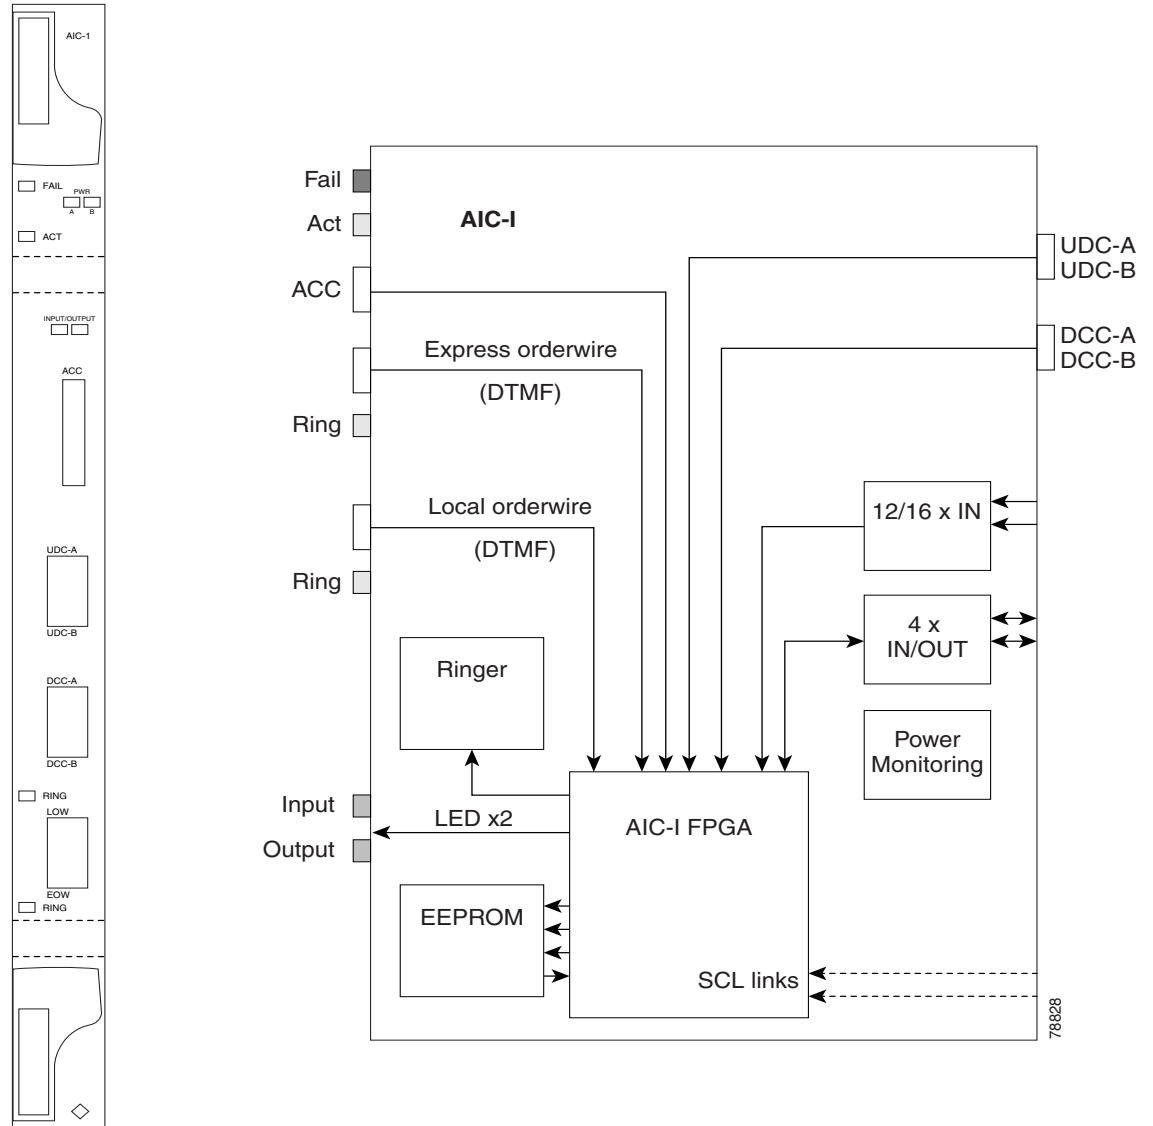 AIC-1
FAIL
PWR
A B
ACT
INPUT/OUTPUT
ACC
UDC-A
UDC-B
DCC-A
DCC-B
RING
LOW
EOW
RING
Fail
Act
AIC-I
ACC
Express orderwire
(DTMF)
Ring
Local orderwire
(DTMF)
Ring
UDC-A
UDC-B
DCC-A
DCC-B
12/16 x IN
4 x
IN/OUT
Ringer
Power
Monitoring
Input
LED x2
Output
AIC-I FPGA
EEPROM
SCL links
78828